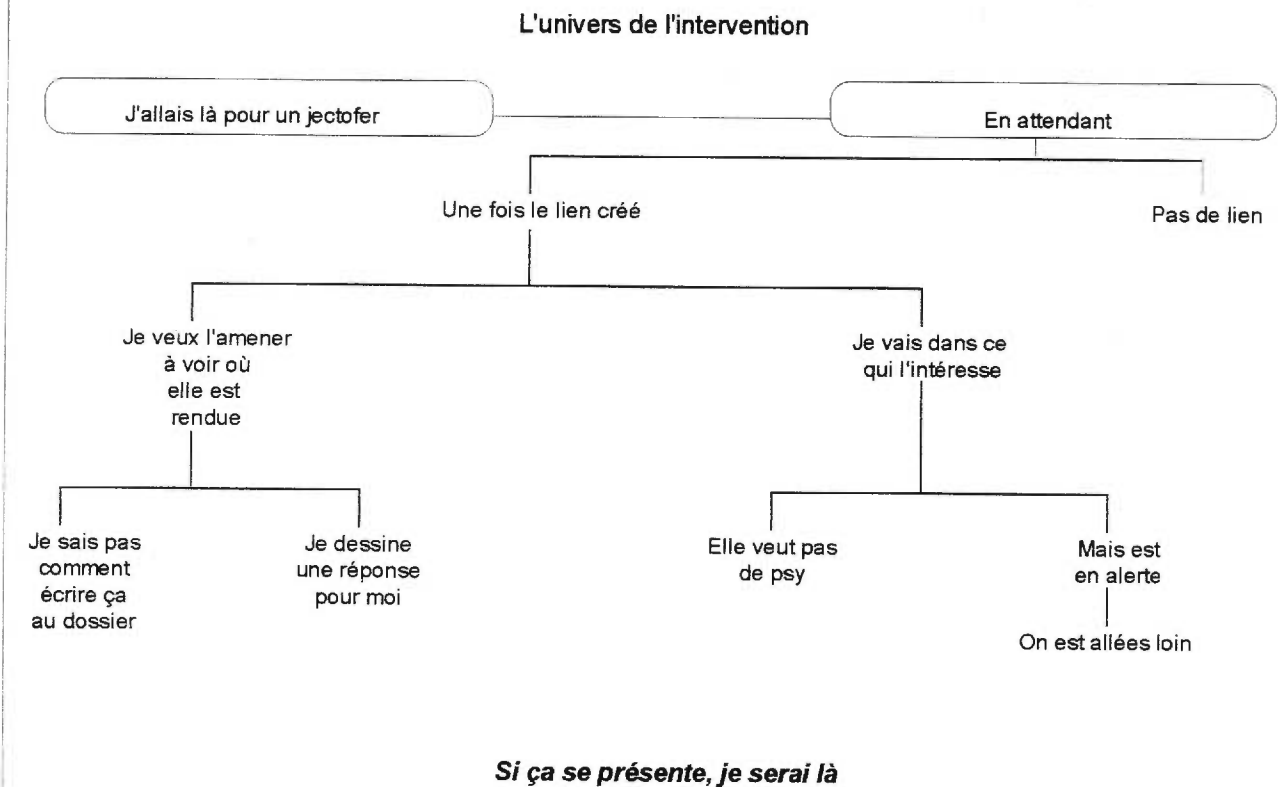 L'univers de l'intervention
J'allais là pour un jectofer
En attendant
Une fois le lien créé
Pas de lien
Je veux l'amener
à voir où
elle est
rendue
Je vais dans ce
qui l'intéresse
Je sais pas
comment
écrire ça
au dossier
Je dessine
une réponse
pour moi
Elle veut pas
de psy
Mais est
en alerte
On est allées loin
Si ça se présente, je serai là